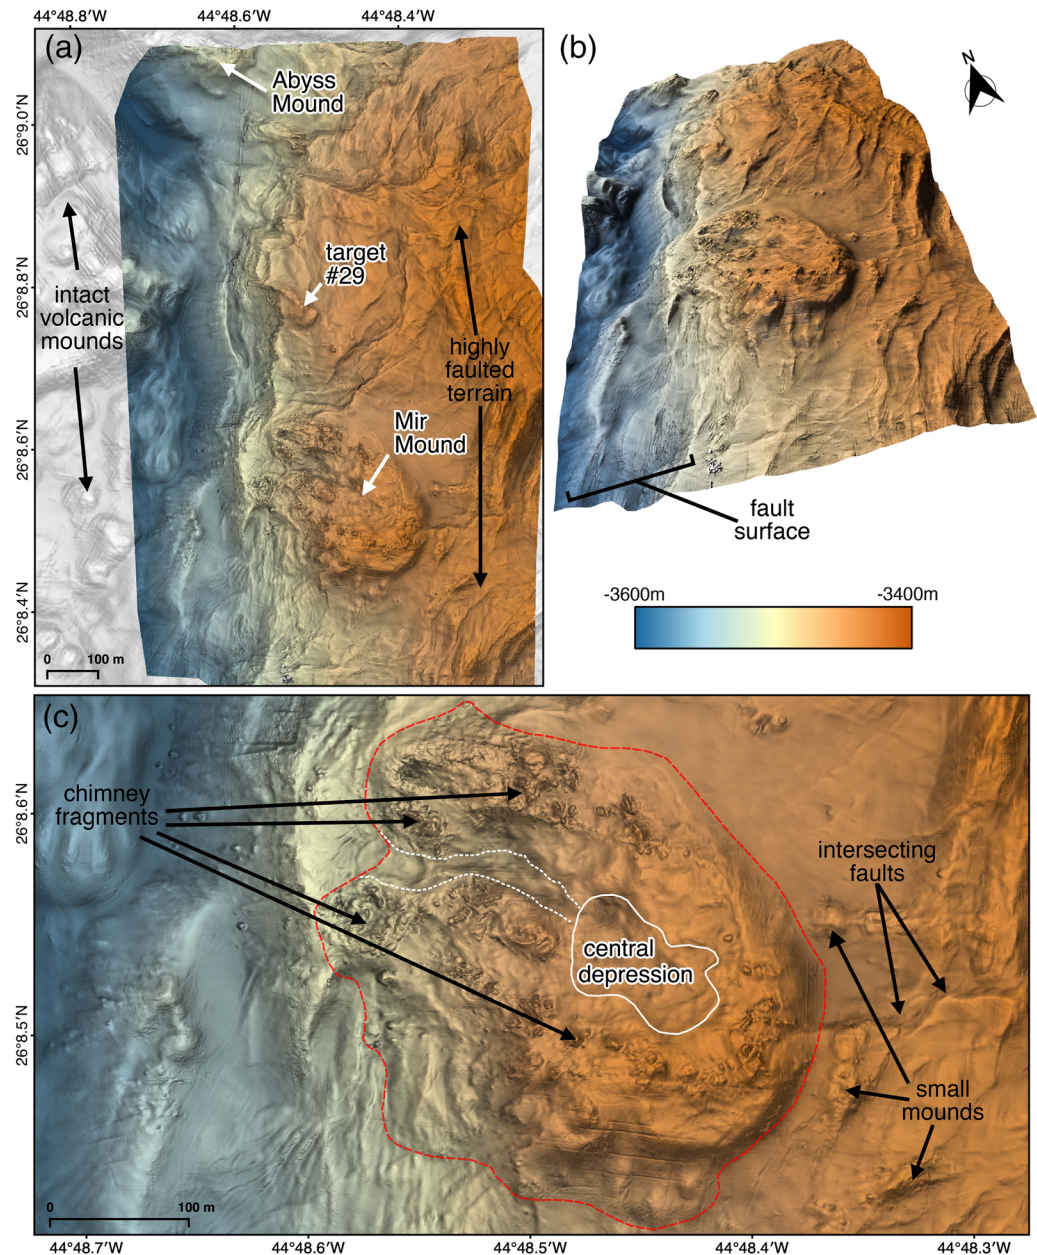 44°48.8'W 44°48.6'W 44°48.4'W
(a)
Abyss
Mound
26°9.0'N
target
#29
26°8.8'N
intact
volcanic
mounds
highly
faulted
terrain
Mir
Mound
26°8.6'N
26°8.4'N
0 100 m
(b)
N
fault
surface
-3600m -3400m
(c)
chimney
fragments
26°8.6'N
intersecting
faults
central
depression
26°8.5'N
small
mounds
0 100 m
44°48.7'W 44°48.6'W 44°48.5'W 44°48.4'W 44°48.3'W